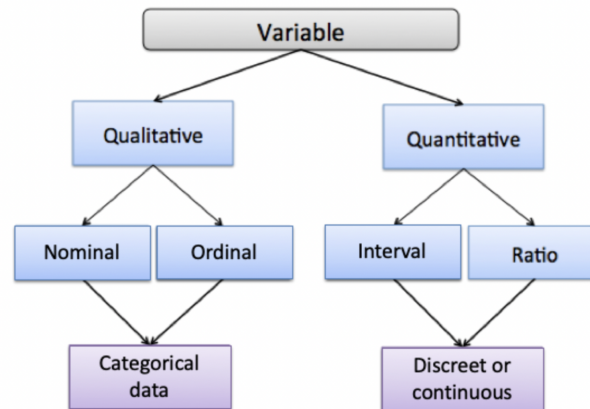 Variable
Qualitative
Quantitative
Nominal
Ordinal
Interval
Ratio
Categorical
data
Discreet or
continuous